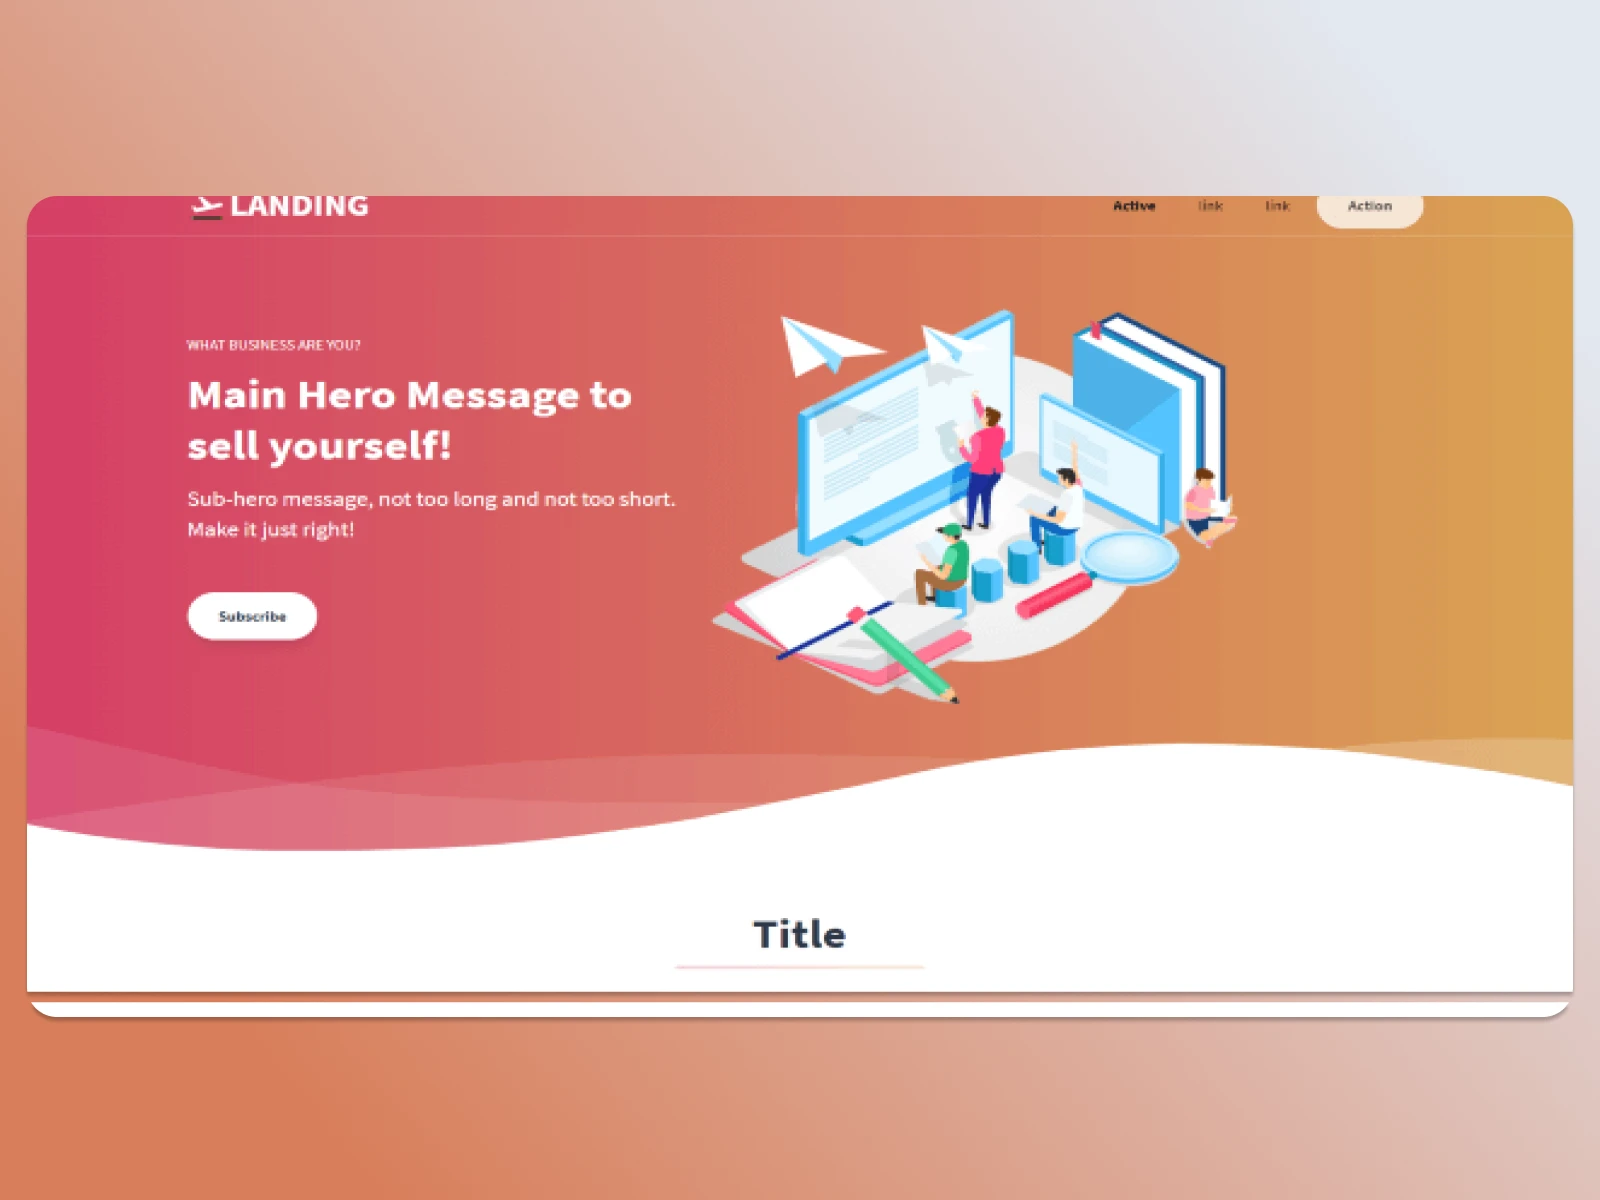 LANDING
Active link link Action
WHAT BUSINESS ARE YOU?
Main Hero Message to
sell yourself!
Sub-hero message, not too long and not too short.
Make it just right!
Subscribe
Title